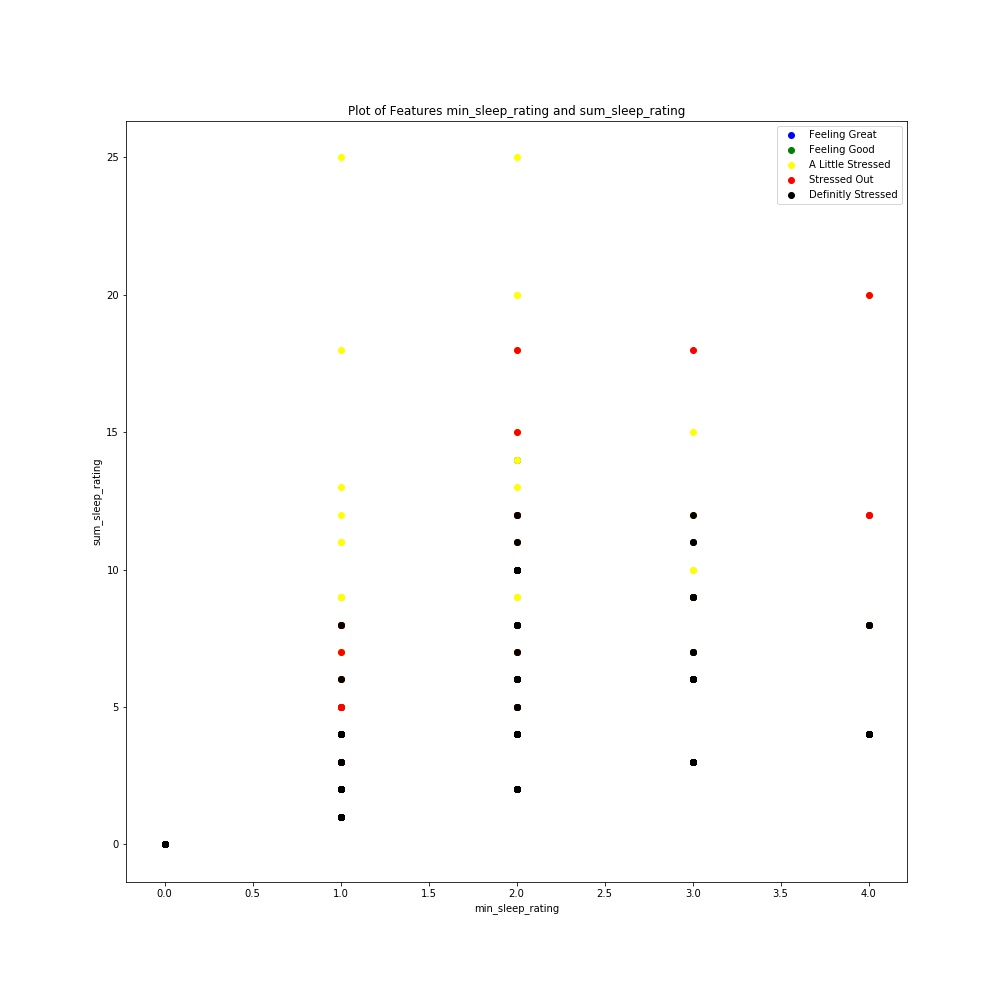 Plot of Features min_sleep_rating and sum_sleep_rating
Feeling Great
Feeling Good
A Little Stressed
Stressed Out
Definitly Stressed
25
20
15
10
5
0
sum_sleep_rating
0.0 0.5 1.0 1.5 2.0 2.5 3.0 3.5 4.0
min_sleep_rating